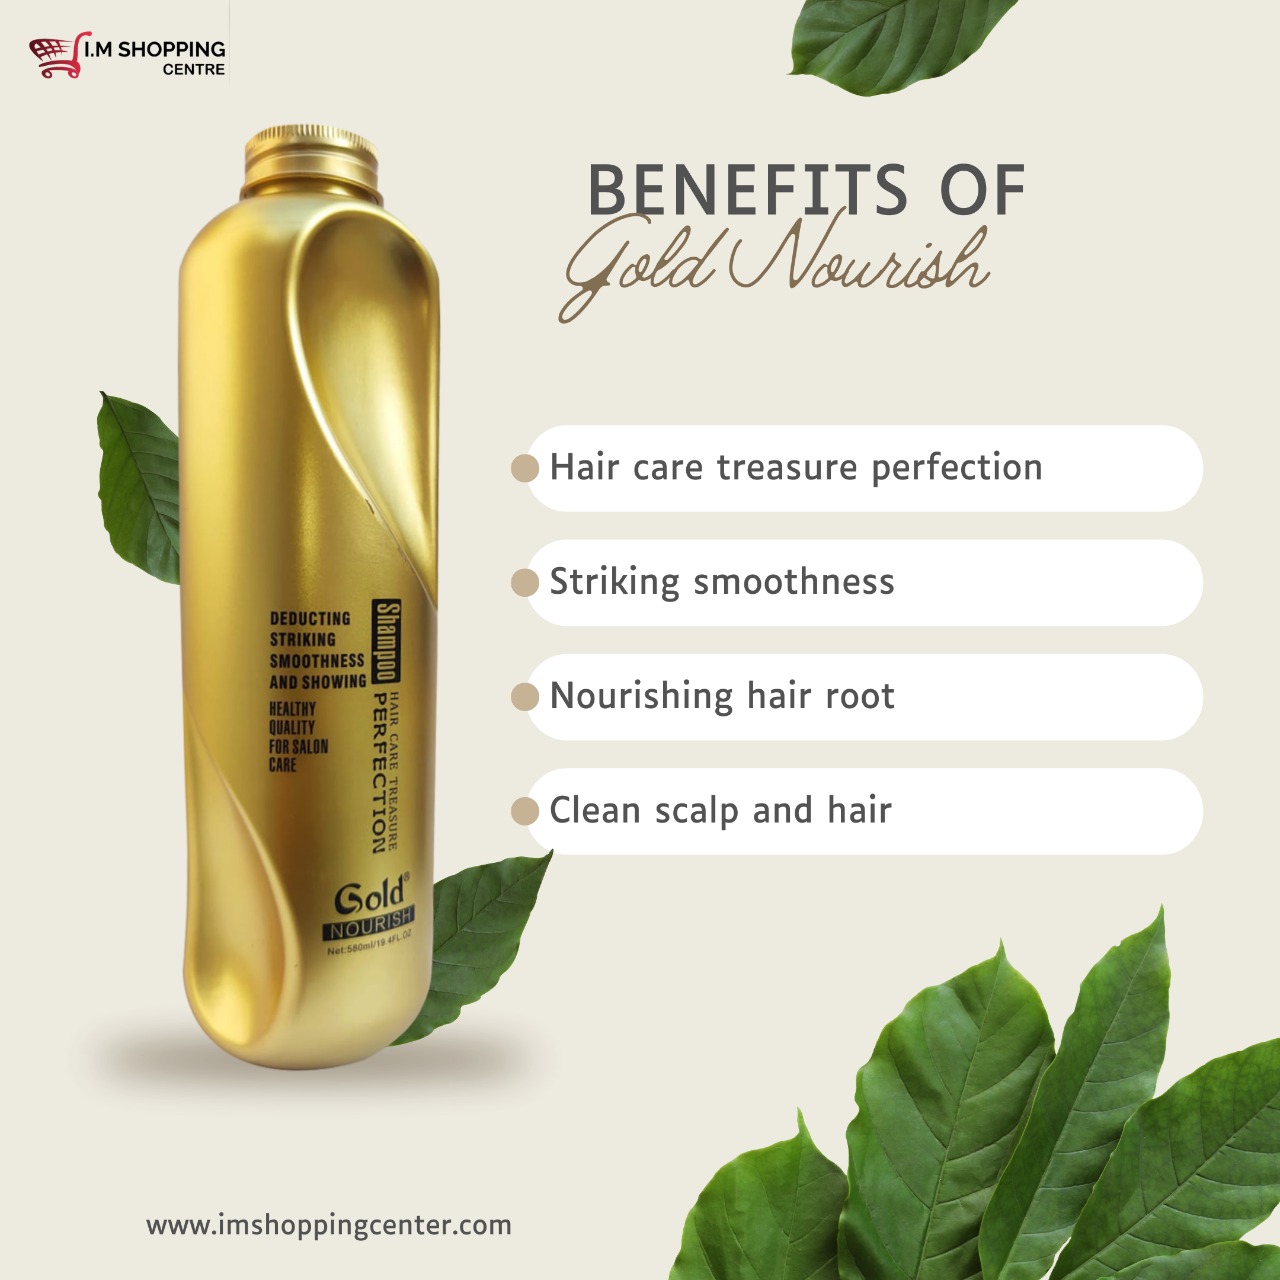 I.M SHOPPING
CENTRE
BENEFITS OF
Gold Nourish
Hair care treasure perfection
Striking smoothness
Nourishing hair root
Clean scalp and hair
DEDUCTING
STRIKING
SMOOTHNESS
AND SHOWING
HEALTHY
QUALITY
FOR SALON
CARE
Shampoo
HAIR CARE TREASURE
PERFECTION
Gold®
NOURISH
Net:580ml/19.4FL.OZ
www.imshoppingcenter.com